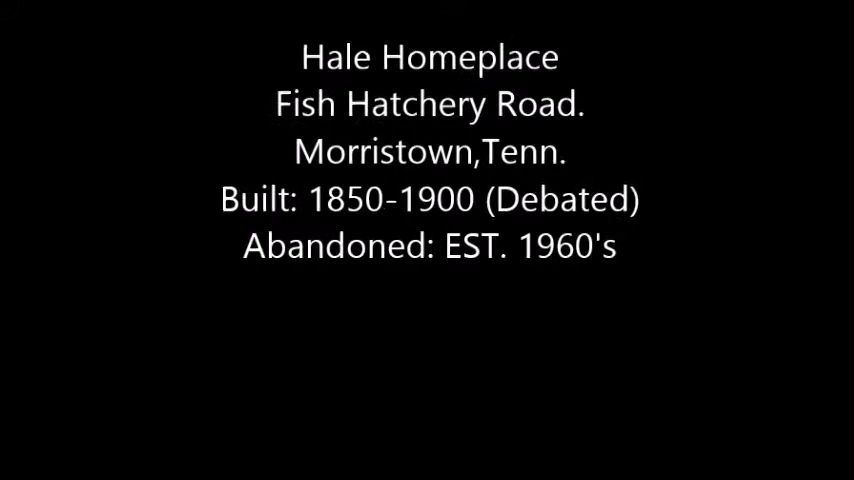 Hale Homeplace
Fish Hatchery Road.
Morristown,Tenn.
Built: 1850-1900 (Debated)
Abandoned: EST. 1960's